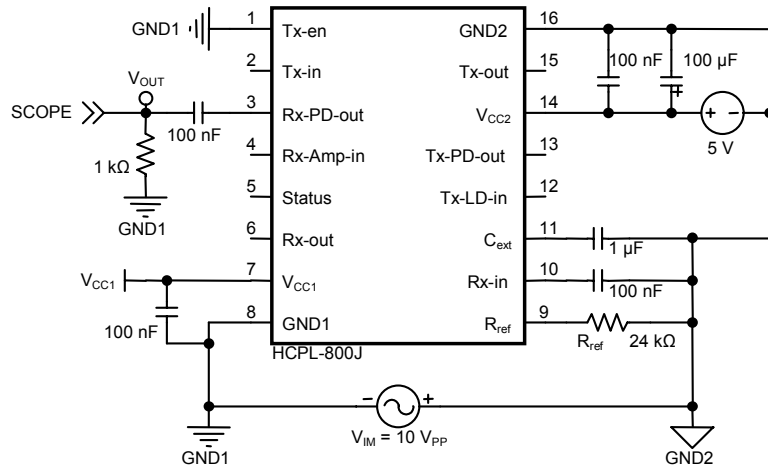 GND1
1
Tx-en
GND2
16
2
Tx-in
Tx-out
15
100 nF
100 µF
VOUT
SCOPE
100 nF
3
Rx-PD-out
VCC2
14
+ -
5 V
1 kΩ
GND1
4
Rx-Amp-in
Tx-PD-out
13
5
Status
Tx-LD-in
12
6
Rx-out
Cext
11
1 µF
VCC1
7
VCC1
Rx-in
10
100 nF
100 nF
8
GND1
Rref
9
Rref
24 kΩ
HCPL-800J
- +
VIM = 10 VPP
GND1
GND2